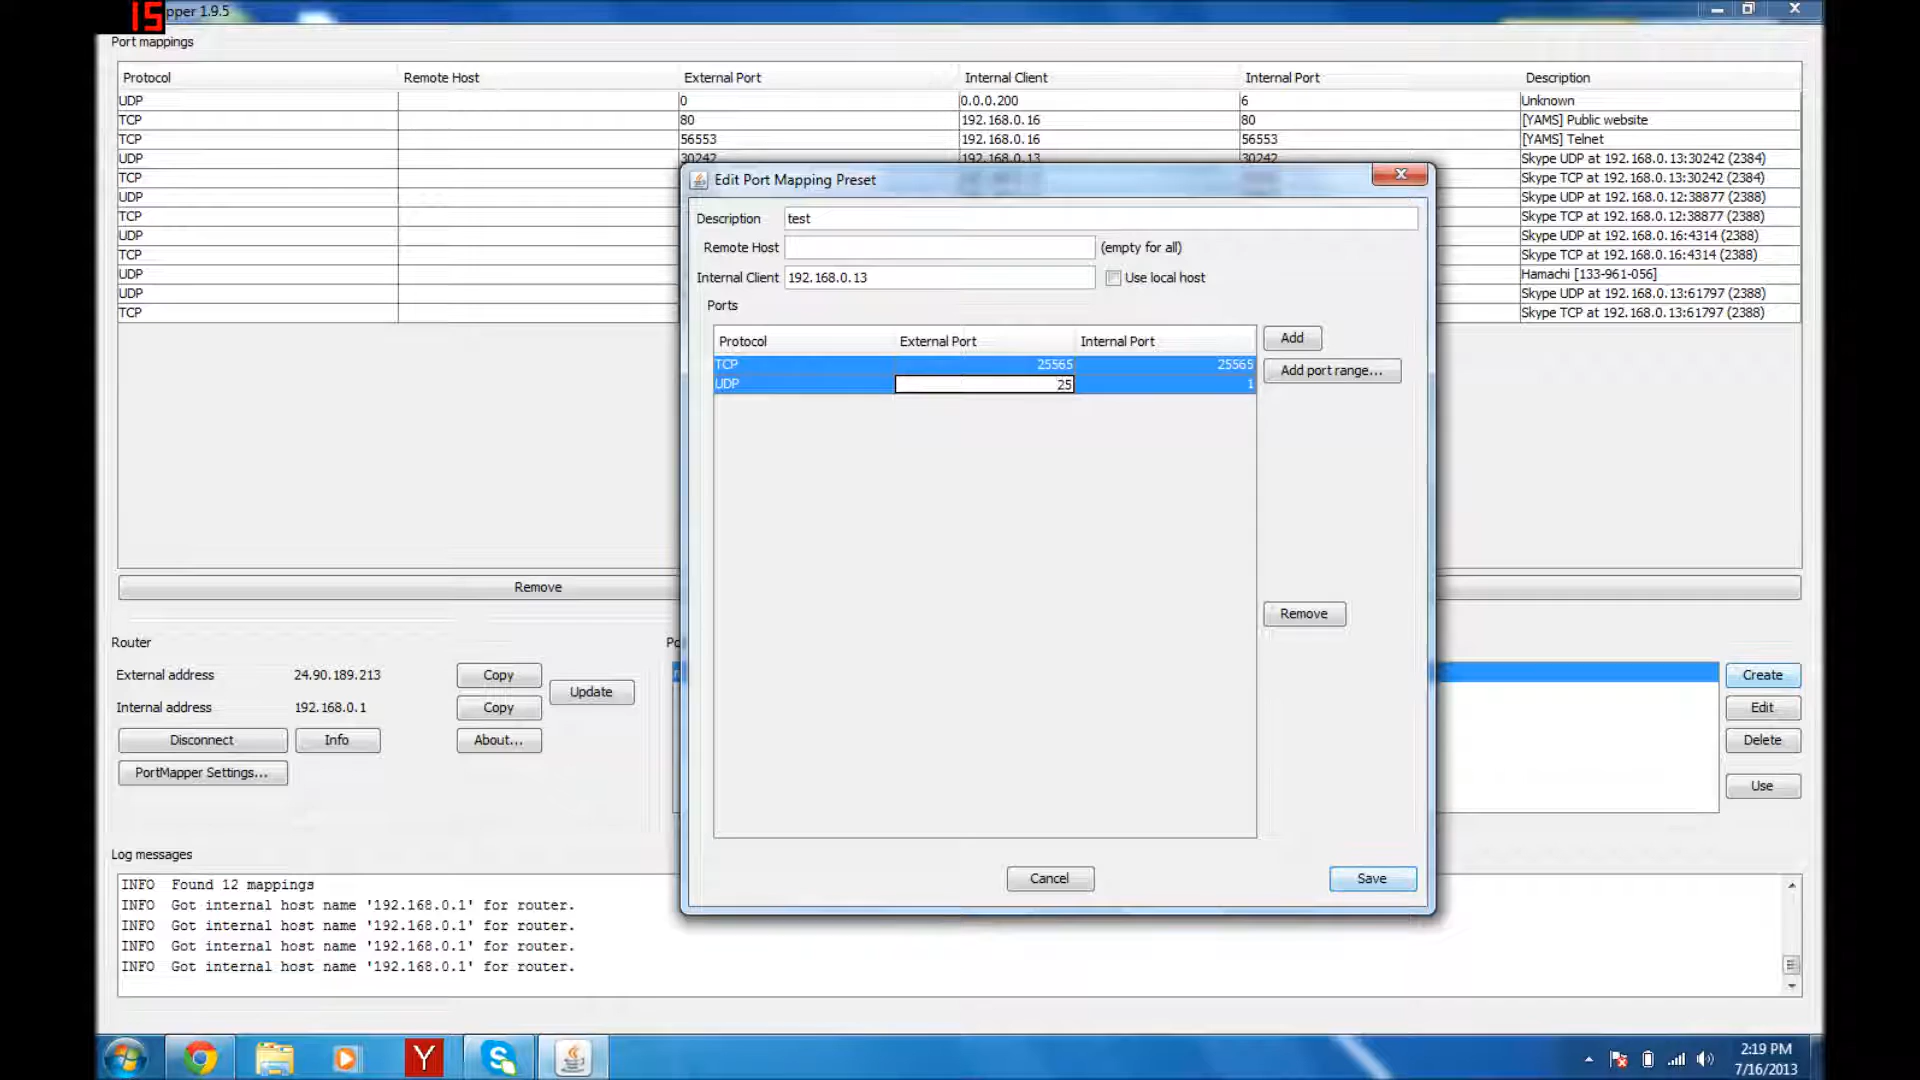 15
pper 1.9.5
Port mappings
Protocol Remote Host External Port Internal Client Internal Port Description
UDP 0 0.0.0.200 6 Unknown
TCP 80 192.168.0.16 80 [YAMS] Public website
TCP 56553 192.168.0.16 56553 [YAMS] Telnet
UDP 30242 192.168.0.13 30242 Skype UDP at 192.168.0.13:30242 (2384)
TCP Skype TCP at 192.168.0.13:30242 (2384)
UDP Skype UDP at 192.168.0.12:38877 (2388)
TCP Skype TCP at 192.168.0.12:38877 (2388)
UDP Skype UDP at 192.168.0.16:4314 (2388)
TCP Skype TCP at 192.168.0.16:4314 (2388)
UDP Hamachi [133-961-056]
UDP Skype UDP at 192.168.0.13:61797 (2388)
TCP Skype TCP at 192.168.0.13:61797 (2388)
Remove
Edit Port Mapping Preset
Description test
Remote Host (empty for all)
Internal Client 192.168.0.13 Use local host
Ports
Protocol External Port Internal Port
TCP 25565 25565
UDP 25 1
Add
Add port range...
Remove
Cancel Save
Router
External address 24.90.189.213 Copy
Update
Internal address 192.168.0.1 Copy
Disconnect Info About...
PortMapper Settings...
Po
Create
Edit
Delete
Use
Log messages
INFO Found 12 mappings
INFO Got internal host name '192.168.0.1' for router.
INFO Got internal host name '192.168.0.1' for router.
INFO Got internal host name '192.168.0.1' for router.
INFO Got internal host name '192.168.0.1' for router.
Y
2:19 PM
7/16/2013